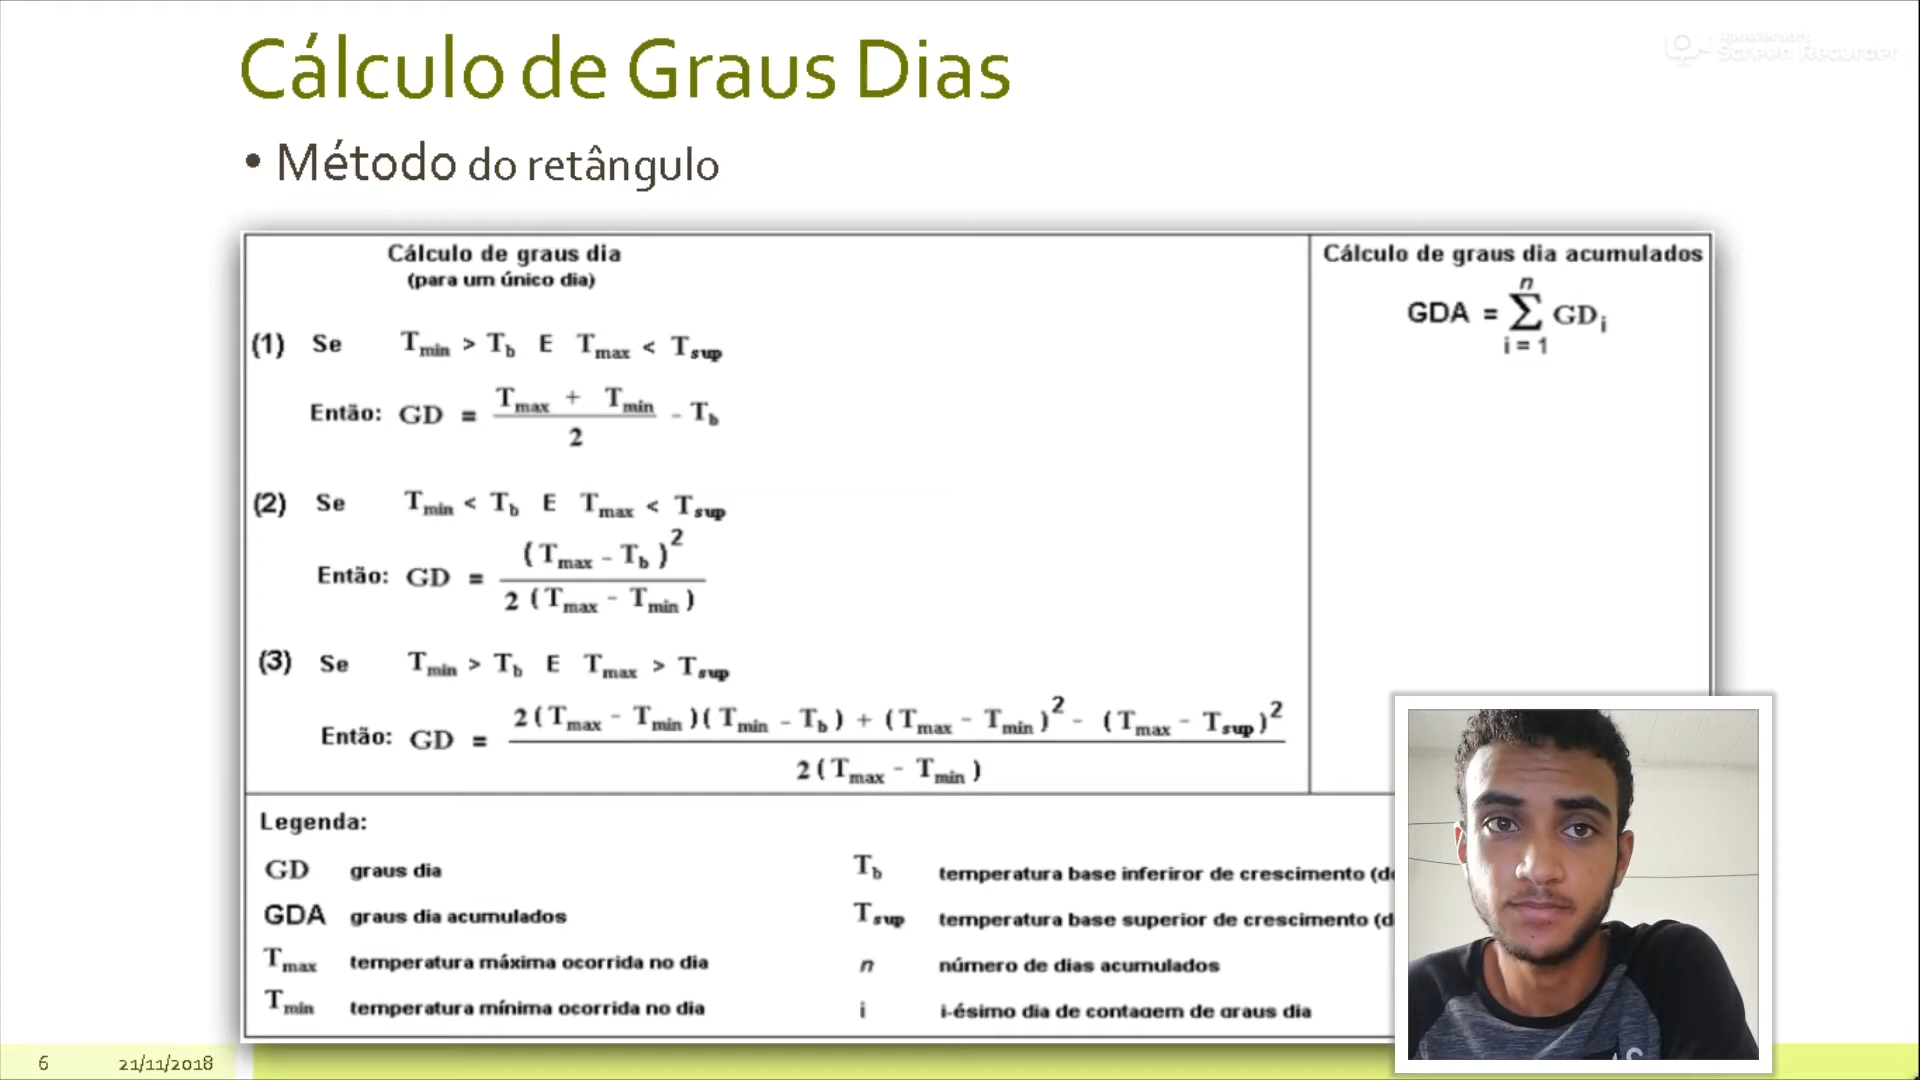 Cálculo de Graus Dias
Apowersoft
Screen Recorder
• Método do retângulo
Cálculo de graus dia
(para um único dia)
(1) Se Tmin > Tb E Tmax < Tsup
Então: GD = Tmax + Tmin / 2 - Tb
(2) Se Tmin < Tb E Tmax < Tsup
Então: GD = (Tmax - Tb)² / 2 (Tmax - Tmin)
(3) Se Tmin > Tb E Tmax > Tsup
Então: GD = 2(Tmax - Tmin)(Tmin - Tb) + (Tmax - Tmin)² - (Tmax - Tsup)² / 2(Tmax - Tmin)
Cálculo de graus dia acumulados
GDA = n ∑ i = 1 GDi
Legenda:
GD graus dia
GDA graus dia acumulados
Tmax temperatura máxima ocorrida no dia
Tmin temperatura mínima ocorrida no dia
Tb temperatura base inferiror de crescimento (de
Tsup temperatura base superior de crescimento (d
n número de dias acumulados
i i-ésimo dia de contagem de graus dia
6 21/11/2018